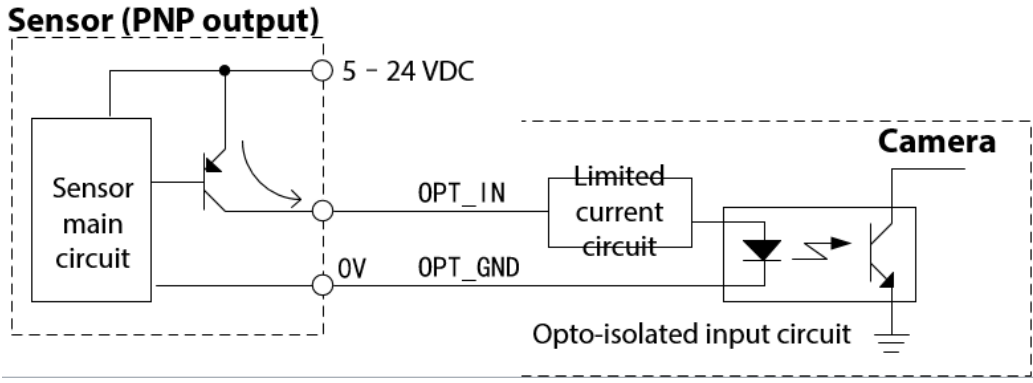 Sensor (PNP output)
5 – 24 VDC
Camera
Sensor
main
circuit
OPT_IN
Limited
current
circuit
0V
OPT_GND
Opto-isolated input circuit